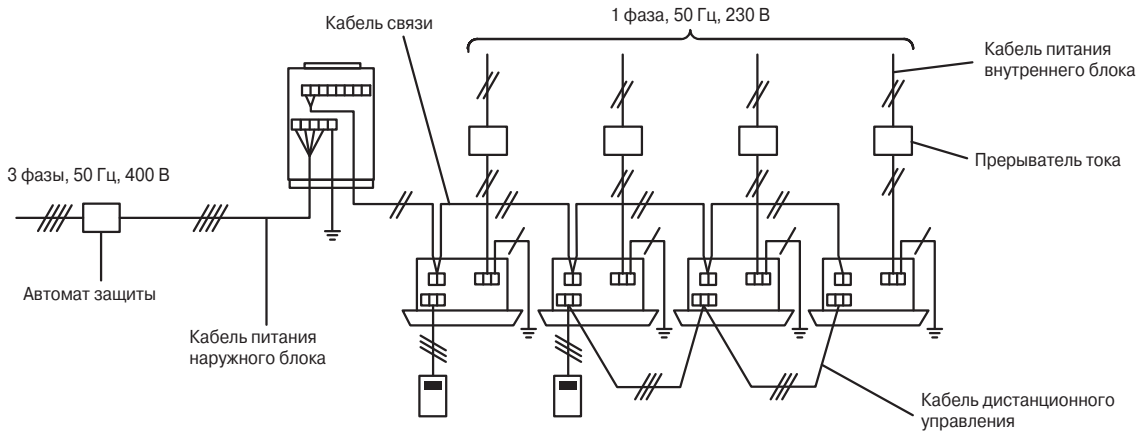 1 фаза, 50 Гц, 230 В
Кабель связи
Кабель питания
внутреннего блока
Прерыватель тока
3 фазы, 50 Гц, 400 В
Автомат защиты
Кабель питания
наружного блока
Кабель дистанционного
управления